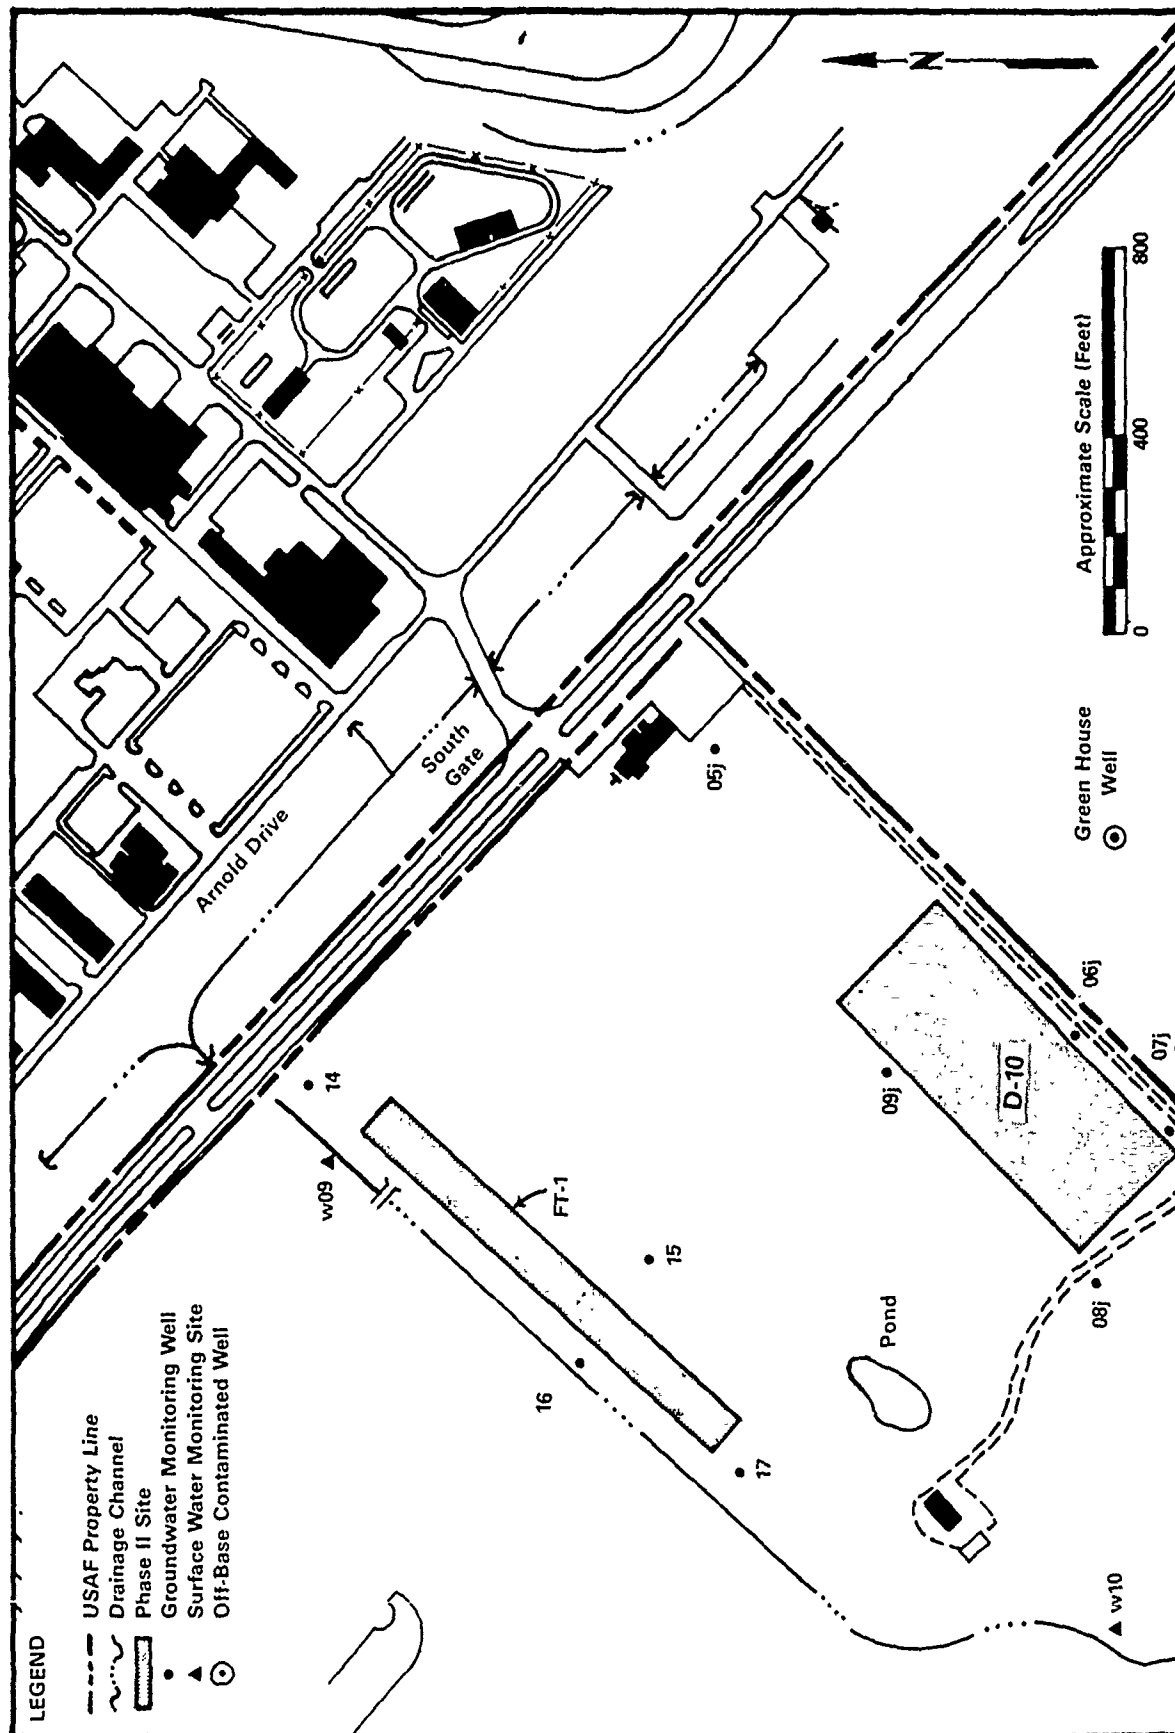 LEGEND
USAF Property Line
Drainage Channel
Phase II Site
Groundwater Monitoring Well
Surface Water Monitoring Site
Off-Base Contaminated Well
N
Arnold Drive
South
Gate
w09
14
FT-1
16
15
17
05j
Pond
09j
D-10
06j
07j
08j
w10
Green House
Well
Approximate Scale (Feet)
0
400
800